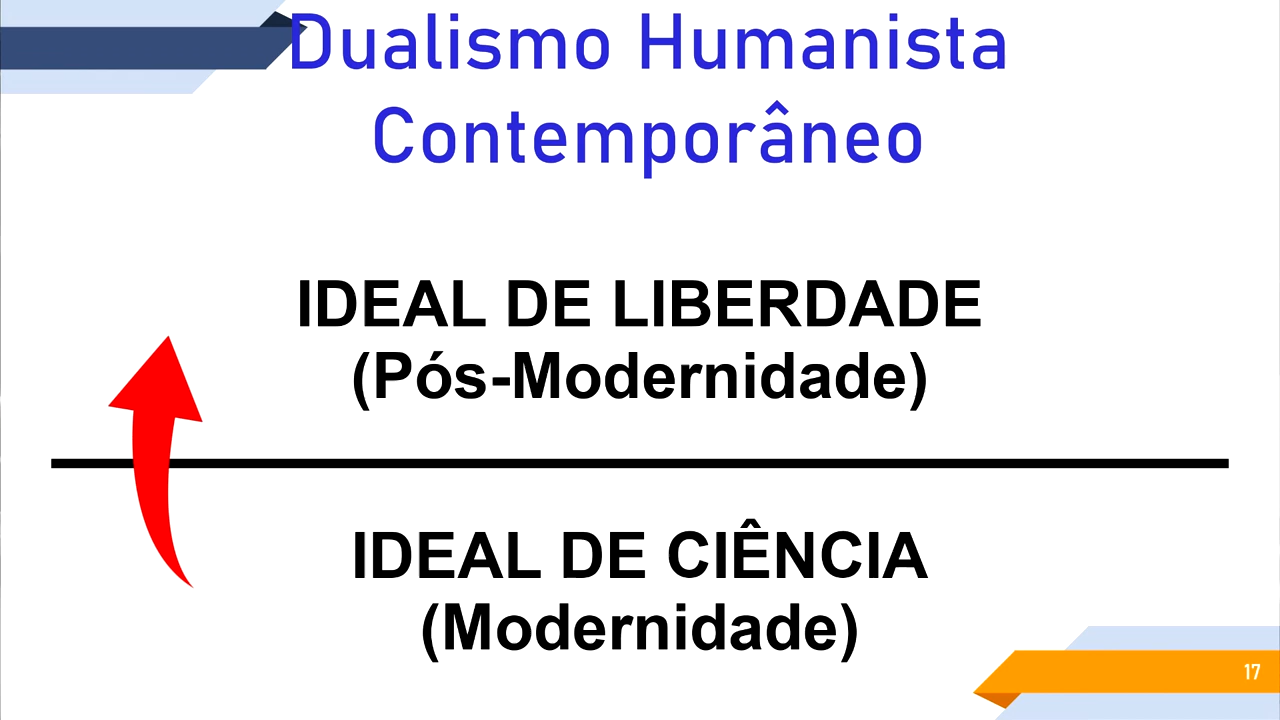 Dualismo Humanista
Contemporâneo
IDEAL DE LIBERDADE
(Pós-Modernidade)
IDEAL DE CIÊNCIA
(Modernidade)
17